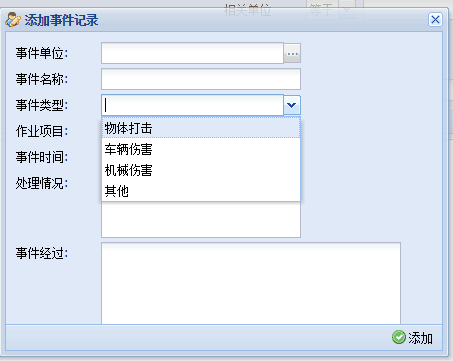 相关单位 等于
添加事件记录
事件单位: ...
事件名称:
事件类型:
物体打击
作业项目:
车辆伤害
事件时间:
机械伤害
处理情况:
其他
事件经过:
添加